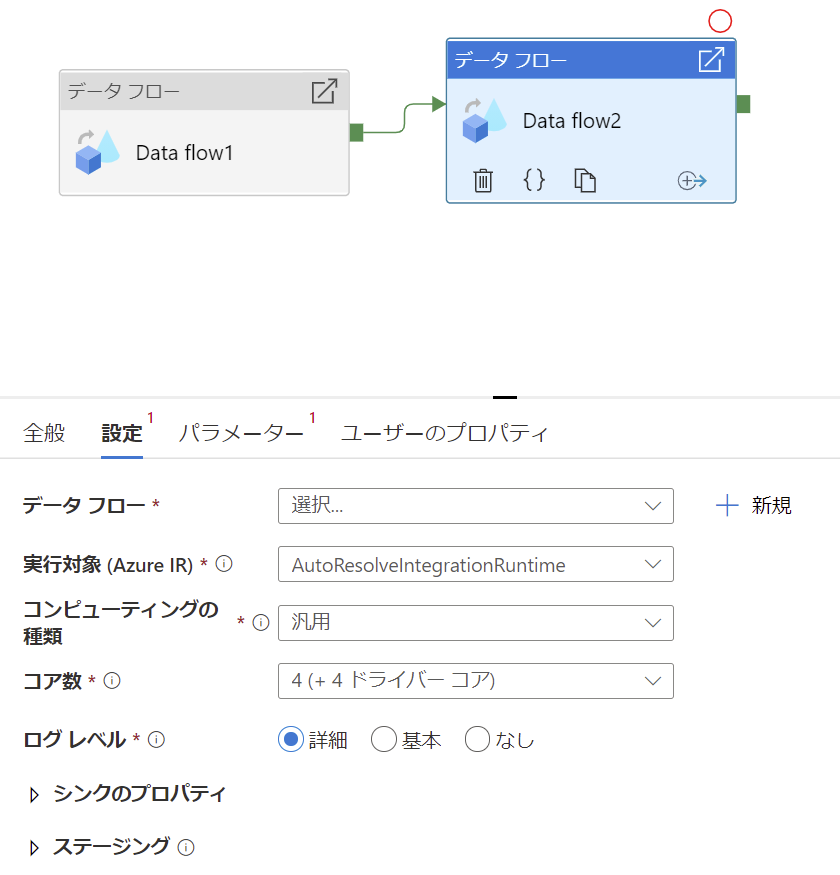 データ フロー
Data flow1
データ フロー
Data flow2
全般 設定 1 パラメーター 1 ユーザーのプロパティ
データ フロー * 選択... 新規
実行対象 (Azure IR) * AutoResolveIntegrationRuntime
コンピューティングの
種類 * 汎用
コア数 * 4 (+ 4 ドライバー コア)
ログ レベル * 詳細 基本 なし
シンクのプロパティ
ステージング